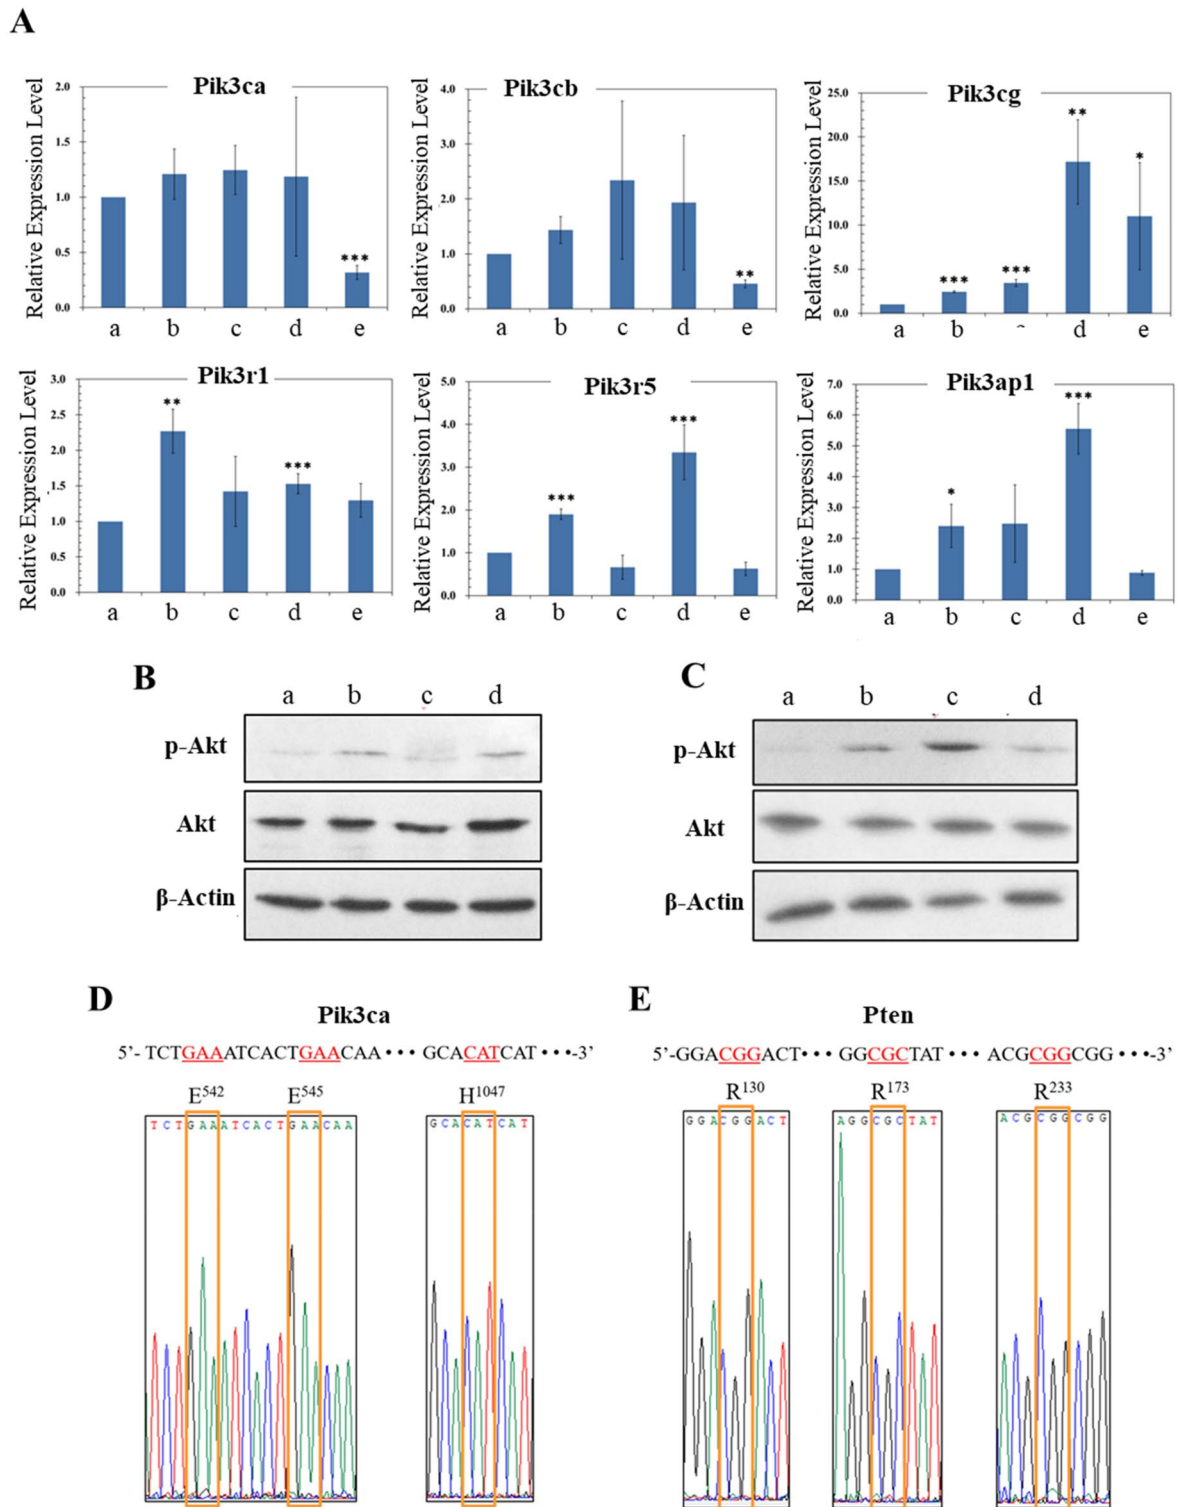 A
Pik3ca
Relative Expression Level
2.0
1.5
1.0
0.5
0.0
***
a b c d e
Pik3cb
Relative Expression Level
4.0
3.0
2.0
1.0
0.0
**
a b c d e
Pik3cg
Relative Expression Level
25.0
20.0
15.0
10.0
5.0
0.0
*** *** ** *
a b d e
Pik3r1
Relative Expression Level
3.0
2.5
2.0
1.5
1.0
0.5
0.0
** ***
a b c d e
Pik3r5
Relative Expression Level
5.0
4.0
3.0
2.0
1.0
0.0
*** ***
a b c d e
Pik3ap1
Relative Expression Level
7.0
6.0
5.0
4.0
3.0
2.0
1.0
0.0
* ***
a b c d e
B
a b c d
p-Akt
Akt
β-Actin
C
a b c d
p-Akt
Akt
β-Actin
D
Pik3ca
5’- TCTGAAATCACTGAACAA••• GCACATCAT•••-3’
E542 E545 H1047
TCTGAAATCACTGAACAA GCACATCAT
E
Pten
5’-GGACGGACT••• GGCGCTAT••• ACGCGGCGG•••-3’
R130 R173 R233
GGACGGACT AGGCGCTAT ACGCGGCGG